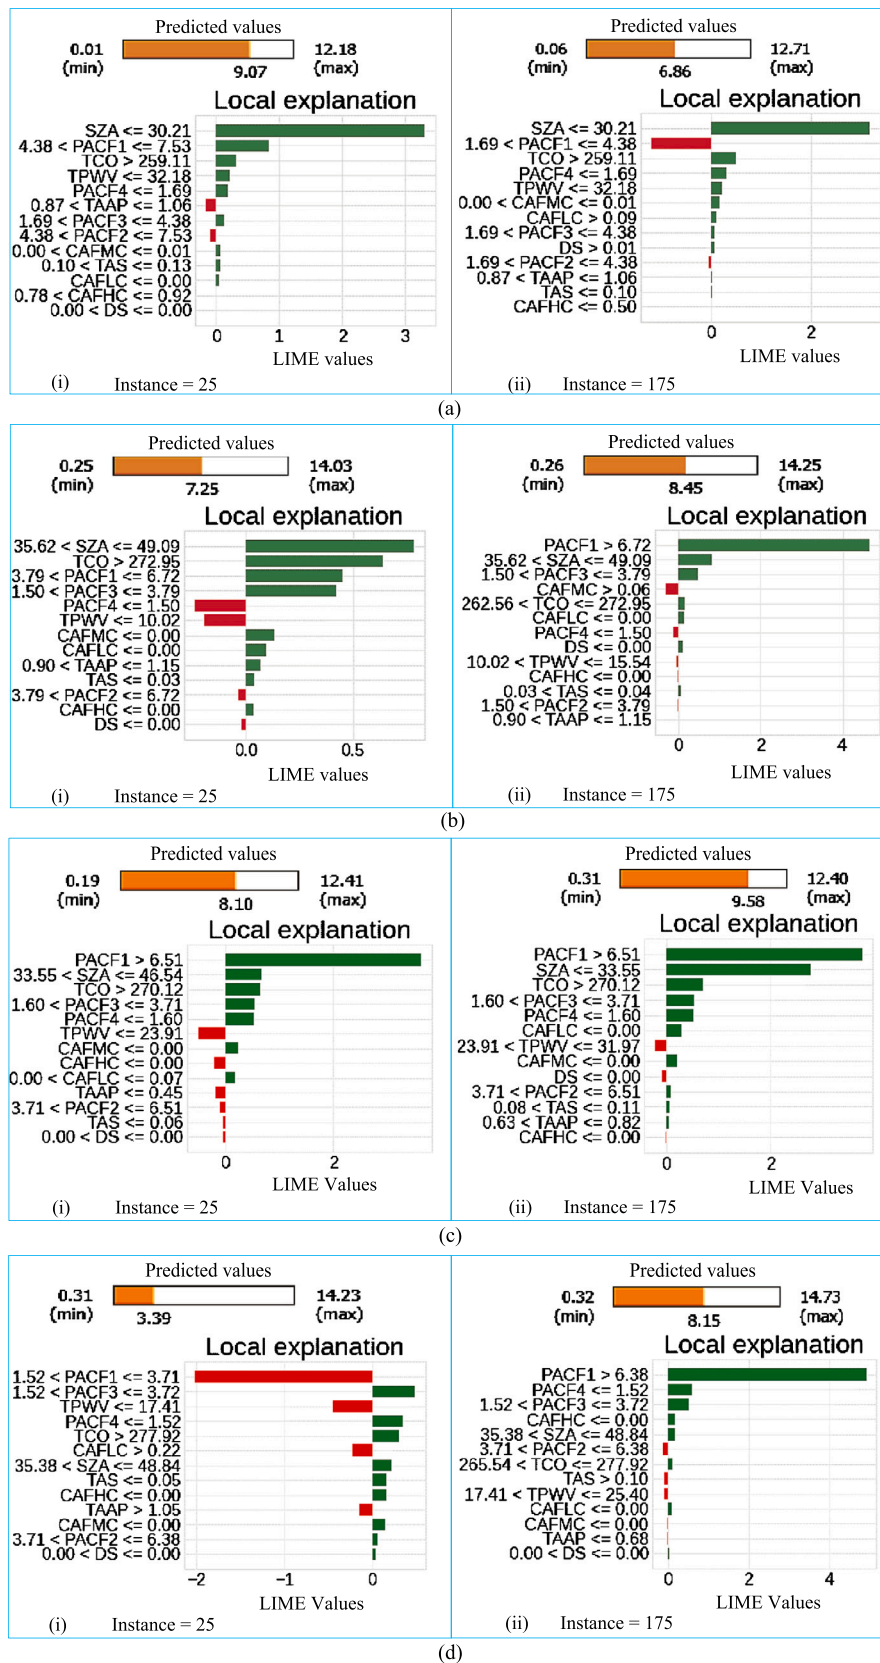 Predicted values
0.01 12.18
(min) (max)
9.07
Local explanation
SZA <= 30.21
4.38 < PACF1 <= 7.53
TCO > 259.11
TPWV <= 32.18
PACF4 <= 1.69
0.87 < TAAP <= 1.06
1.69 < PACF3 <= 4.38
4.38 < PACF2 <= 7.53
0.00 < CAFMC <= 0.01
0.10 < TAS <= 0.13
CAFLC <= 0.00
0.78 < CAFHC <= 0.92
0.00 < DS <= 0.00
0 1 2 3
LIME values
(i) Instance = 25
Predicted values
0.06 12.71
(min) (max)
6.86
Local explanation
SZA <= 30.21
1.69 < PACF1 <= 4.38
TCO > 259.11
PACF4 <= 1.69
TPWV <= 32.18
0.00 < CAFMC <= 0.01
CAFLC > 0.09
1.69 < PACF3 <= 4.38
DS > 0.01
1.69 < PACF2 <= 4.38
0.87 < TAAP <= 1.06
TAS <= 0.10
CAFHC <= 0.50
0 2
LIME values
(ii) Instance = 175
(a)
Predicted values
0.25 14.03
(min) (max)
7.25
Local explanation
35.62 < SZA <= 49.09
TCO > 272.95
3.79 < PACF1 <= 6.72
1.50 < PACF3 <= 3.79
PACF4 <= 1.50
TPWV <= 10.02
CAFMC <= 0.00
CAFLC <= 0.00
0.90 < TAAP <= 1.15
TAS <= 0.03
3.79 < PACF2 <= 6.72
CAFHC <= 0.00
DS <= 0.00
0.0 0.5
LIME values
(i) Instance = 25
Predicted values
0.26 14.25
(min) (max)
8.45
Local explanation
PACF1 > 6.72
35.62 < SZA <= 49.09
1.50 < PACF3 <= 3.79
CAFMC > 0.06
262.56 < TCO <= 272.95
CAFLC <= 0.00
PACF4 <= 1.50
DS <= 0.00
10.02 < TPWV <= 15.54
CAFHC <= 0.00
0.03 < TAS <= 0.04
1.50 < PACF2 <= 3.79
0.90 < TAAP <= 1.15
0 2 4
LIME values
(ii) Instance = 175
(b)
Predicted values
0.19 12.41
(min) (max)
8.10
Local explanation
PACF1 > 6.51
33.55 < SZA <= 46.54
TCO > 270.12
1.60 < PACF3 <= 3.71
PACF4 <= 1.60
TPWV <= 23.91
CAFMC <= 0.00
CAFHC <= 0.00
0.00 < CAFLC <= 0.07
TAAP <= 0.45
3.71 < PACF2 <= 6.51
TAS <= 0.06
0.00 < DS <= 0.00
0 2
LIME Values
(i) Instance = 25
Predicted values
0.31 12.40
(min) (max)
9.58
Local explanation
PACF1 > 6.51
SZA <= 33.55
TCO > 270.12
1.60 < PACF3 <= 3.71
PACF4 <= 1.60
CAFLC <= 0.00
23.91 < TPWV <= 31.97
CAFMC <= 0.00
DS <= 0.00
3.71 < PACF2 <= 6.51
0.08 < TAS <= 0.11
0.63 < TAAP <= 0.82
CAFHC <= 0.00
0 2
LIME Values
(ii) Instance = 175
(c)
Predicted values
0.31 14.23
(min) (max)
3.39
Local explanation
1.52 < PACF1 <= 3.71
1.52 < PACF3 <= 3.72
TPWV <= 17.41
PACF4 <= 1.52
TCO > 277.92
CAFLC > 0.22
35.38 < SZA <= 48.84
TAS <= 0.05
CAFHC <= 0.00
TAAP > 1.05
CAFMC <= 0.00
3.71 < PACF2 <= 6.38
0.00 < DS <= 0.00
−2 −1 0
LIME Values
(i) Instance = 25
Predicted values
0.32 14.73
(min) (max)
8.15
Local explanation
PACF1 > 6.38
PACF4 <= 1.52
1.52 < PACF3 <= 3.72
CAFHC <= 0.00
35.38 < SZA <= 48.84
3.71 < PACF2 <= 6.38
265.54 < TCO <= 277.92
TAS > 0.10
17.41 < TPWV <= 25.40
CAFLC <= 0.00
CAFMC <= 0.00
TAAP <= 0.68
0.00 < DS <= 0.00
0 2 4
LIME Values
(ii) Instance = 175
(d)